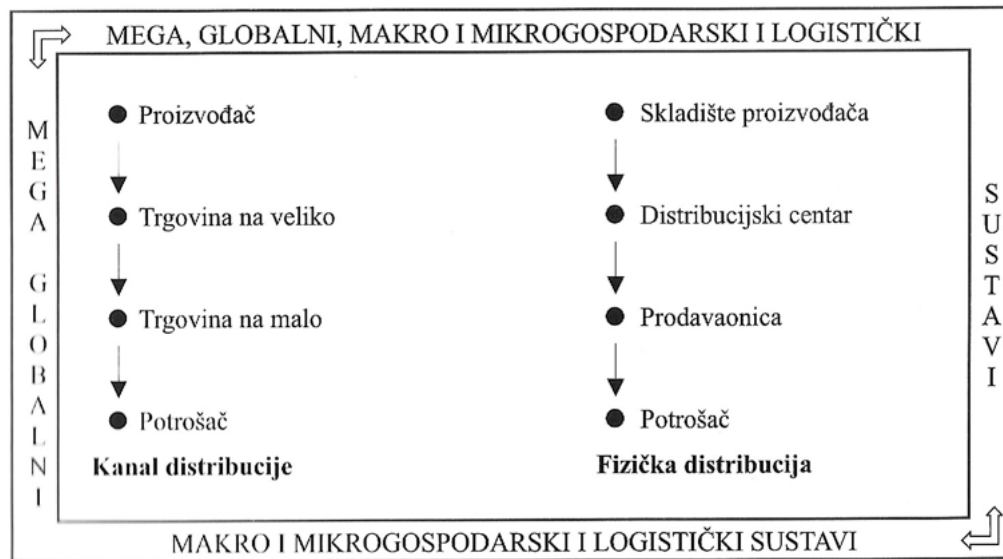 MEGA, GLOBALNI, MAKRO I MIKROGOSPODARSKI I LOGISTIČKI
SUSTAVI
MEGA GLOBALNI
MAKRO I MIKROGOSPODARSKI I LOGISTIČKI SUSTAVI
Proizvođač
Trgovina na veliko
Trgovina na malo
Potrošač
Kanal distribucije
Skladište proizvođača
Distribucijski centar
Prodavaonica
Potrošač
Fizička distribucija